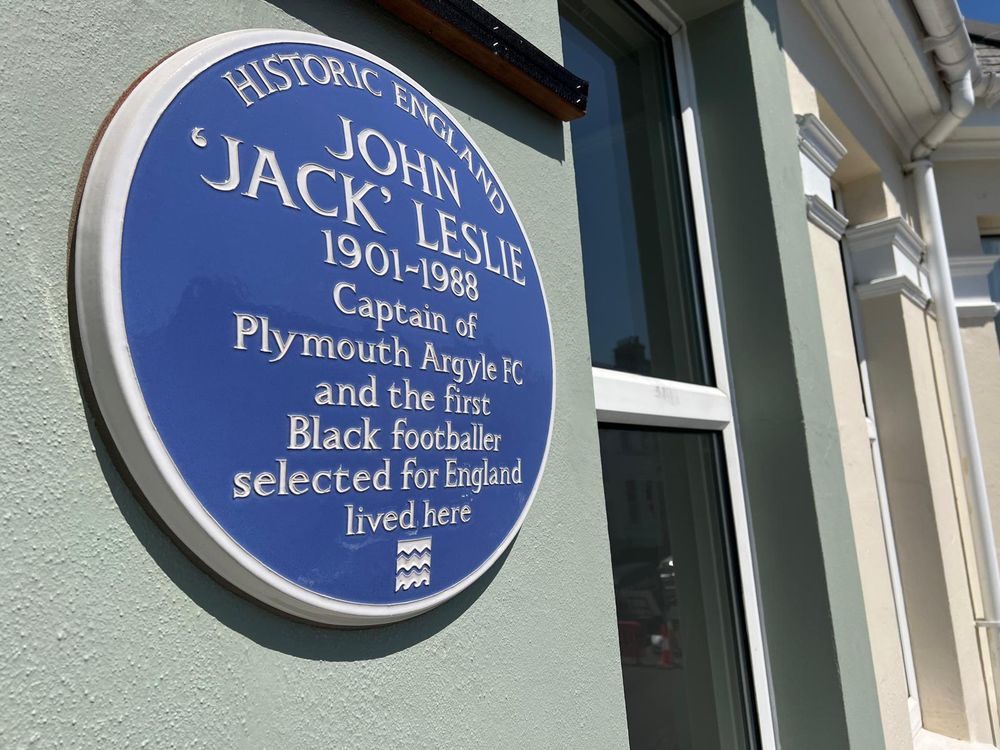 HISTORIC ENGLAND
JOHN
‘JACK’ LESLIE
1901-1988
Captain of
Plymouth Argyle FC
and the first
Black footballer
selected for England
lived here